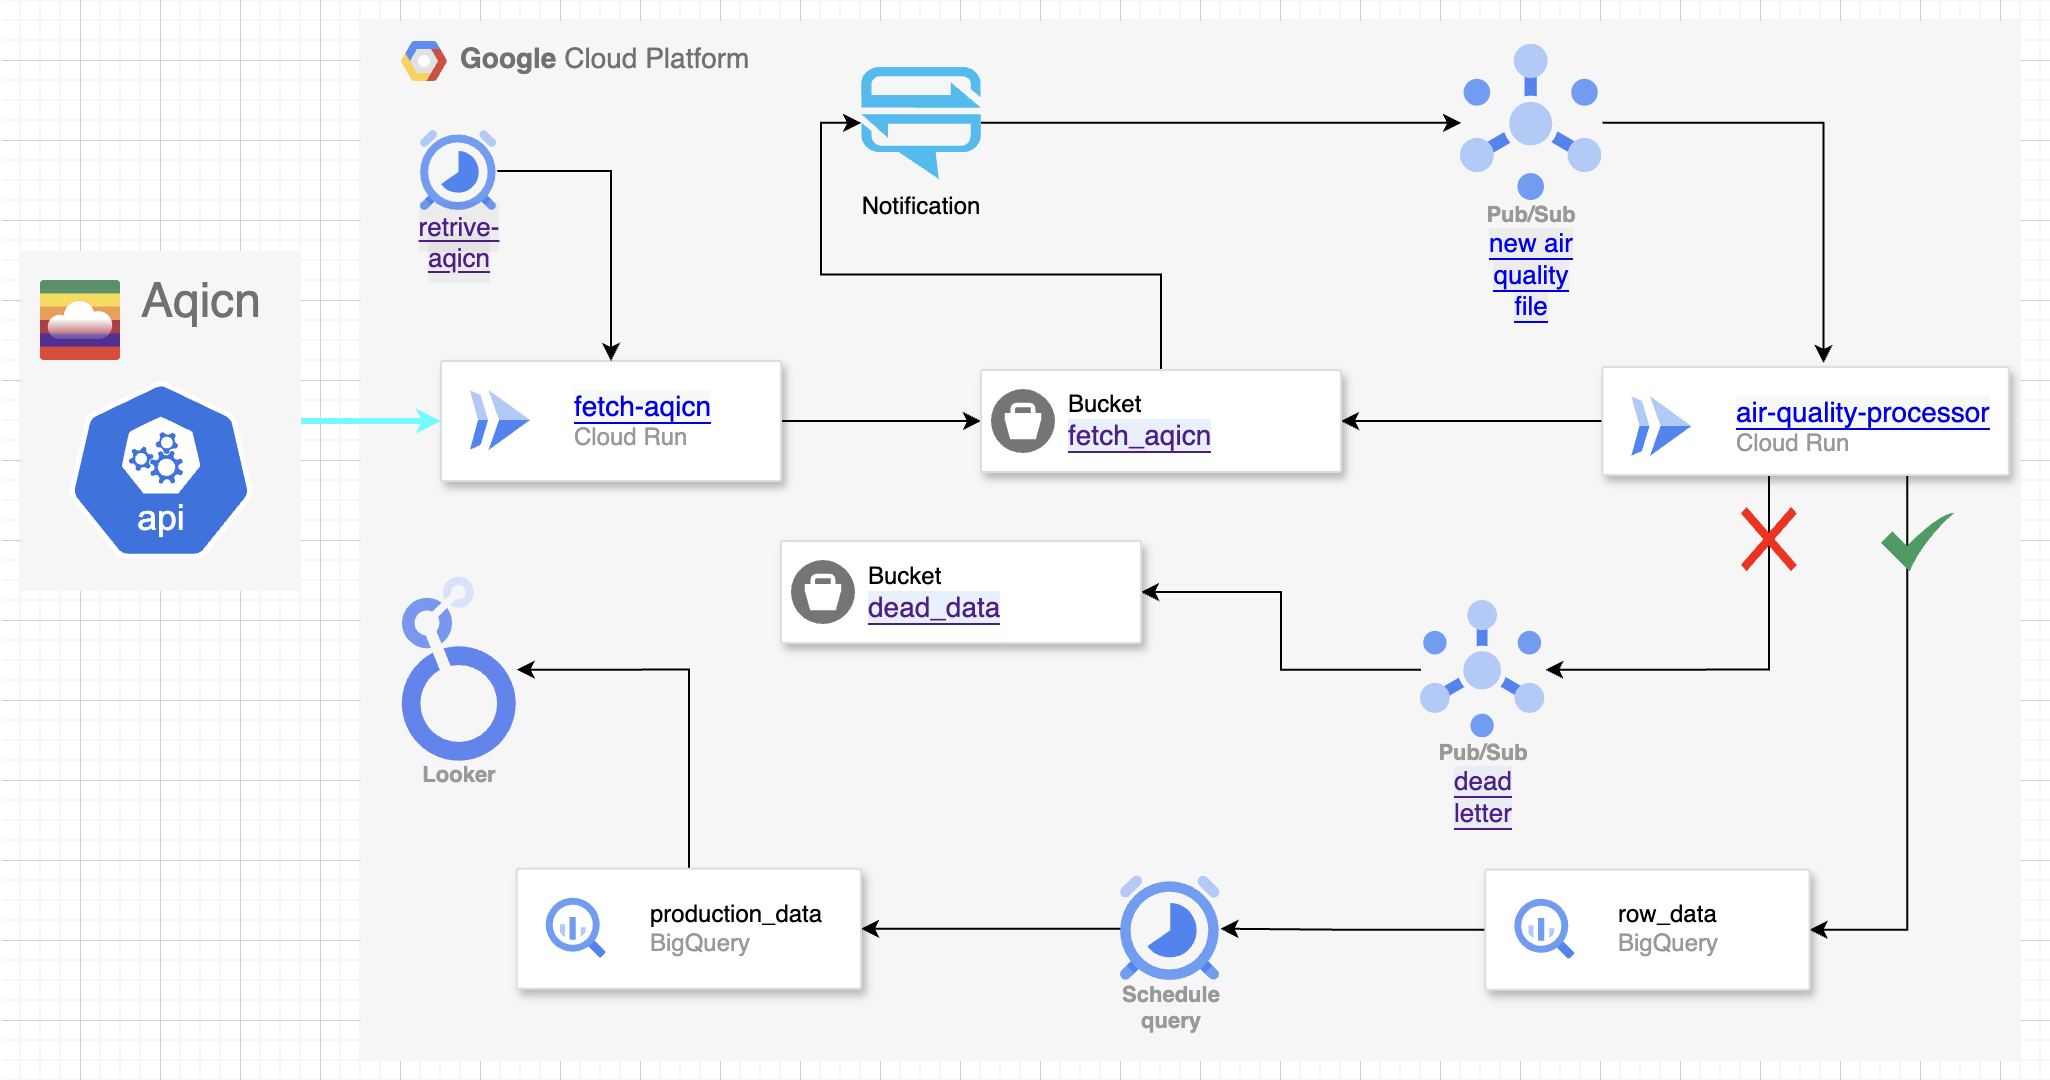 Google Cloud Platform
Notification
retrive-
aqicn
Pub/Sub
new air
quality
file
Aqicn
api
fetch-aqicn
Cloud Run
Bucket
fetch_aqicn
air-quality-processor
Cloud Run
Bucket
dead_data
Looker
Pub/Sub
dead
letter
production_data
BigQuery
Schedule
query
row_data
BigQuery